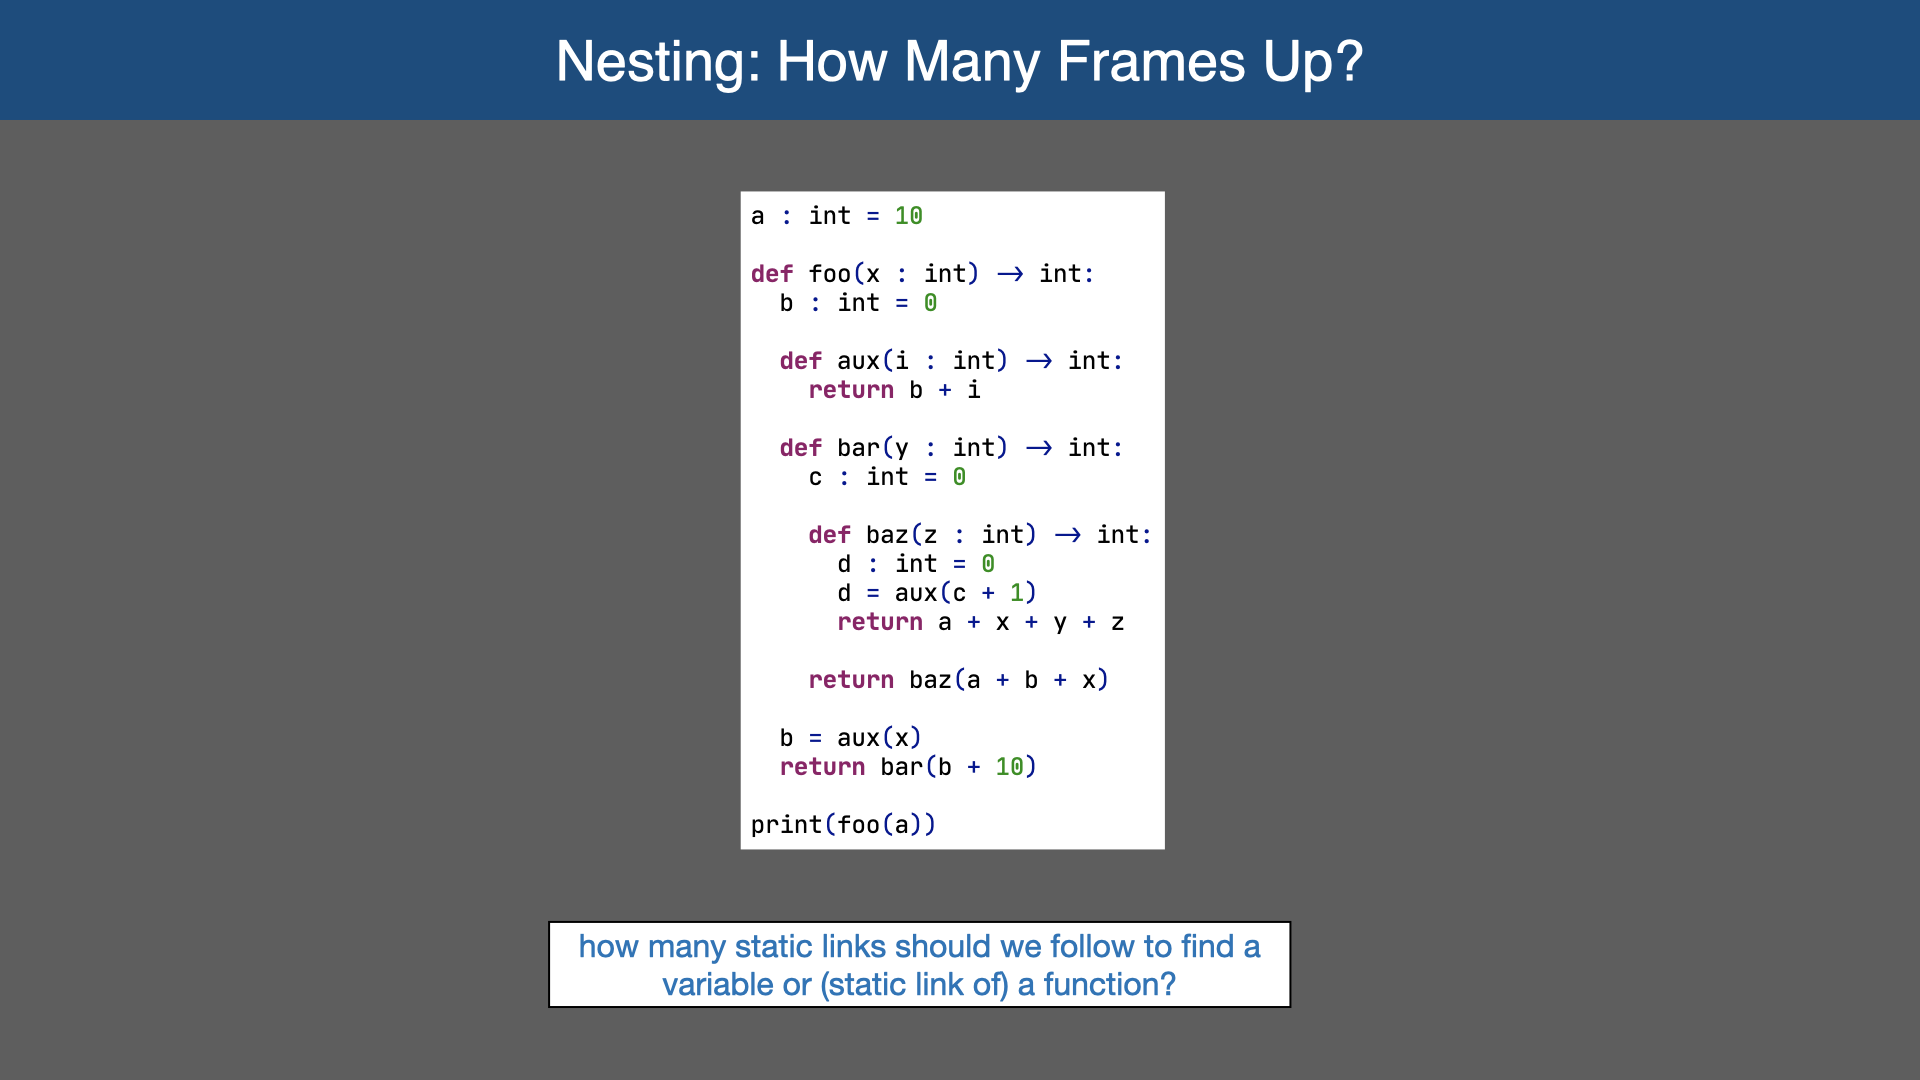 Nesting: How Many Frames Up?
a : int = 10
def foo(x : int) → int:
  b : int = 0
  def aux(i : int) → int:
    return b + i
  def bar(y : int) → int:
    c : int = 0
    def baz(z : int) → int:
      d : int = 0
      d = aux(c + 1)
      return a + x + y + z
    return baz(a + b + x)
  b = aux(x)
  return bar(b + 10)
print(foo(a))
how many static links should we follow to find a
variable or (static link of) a function?